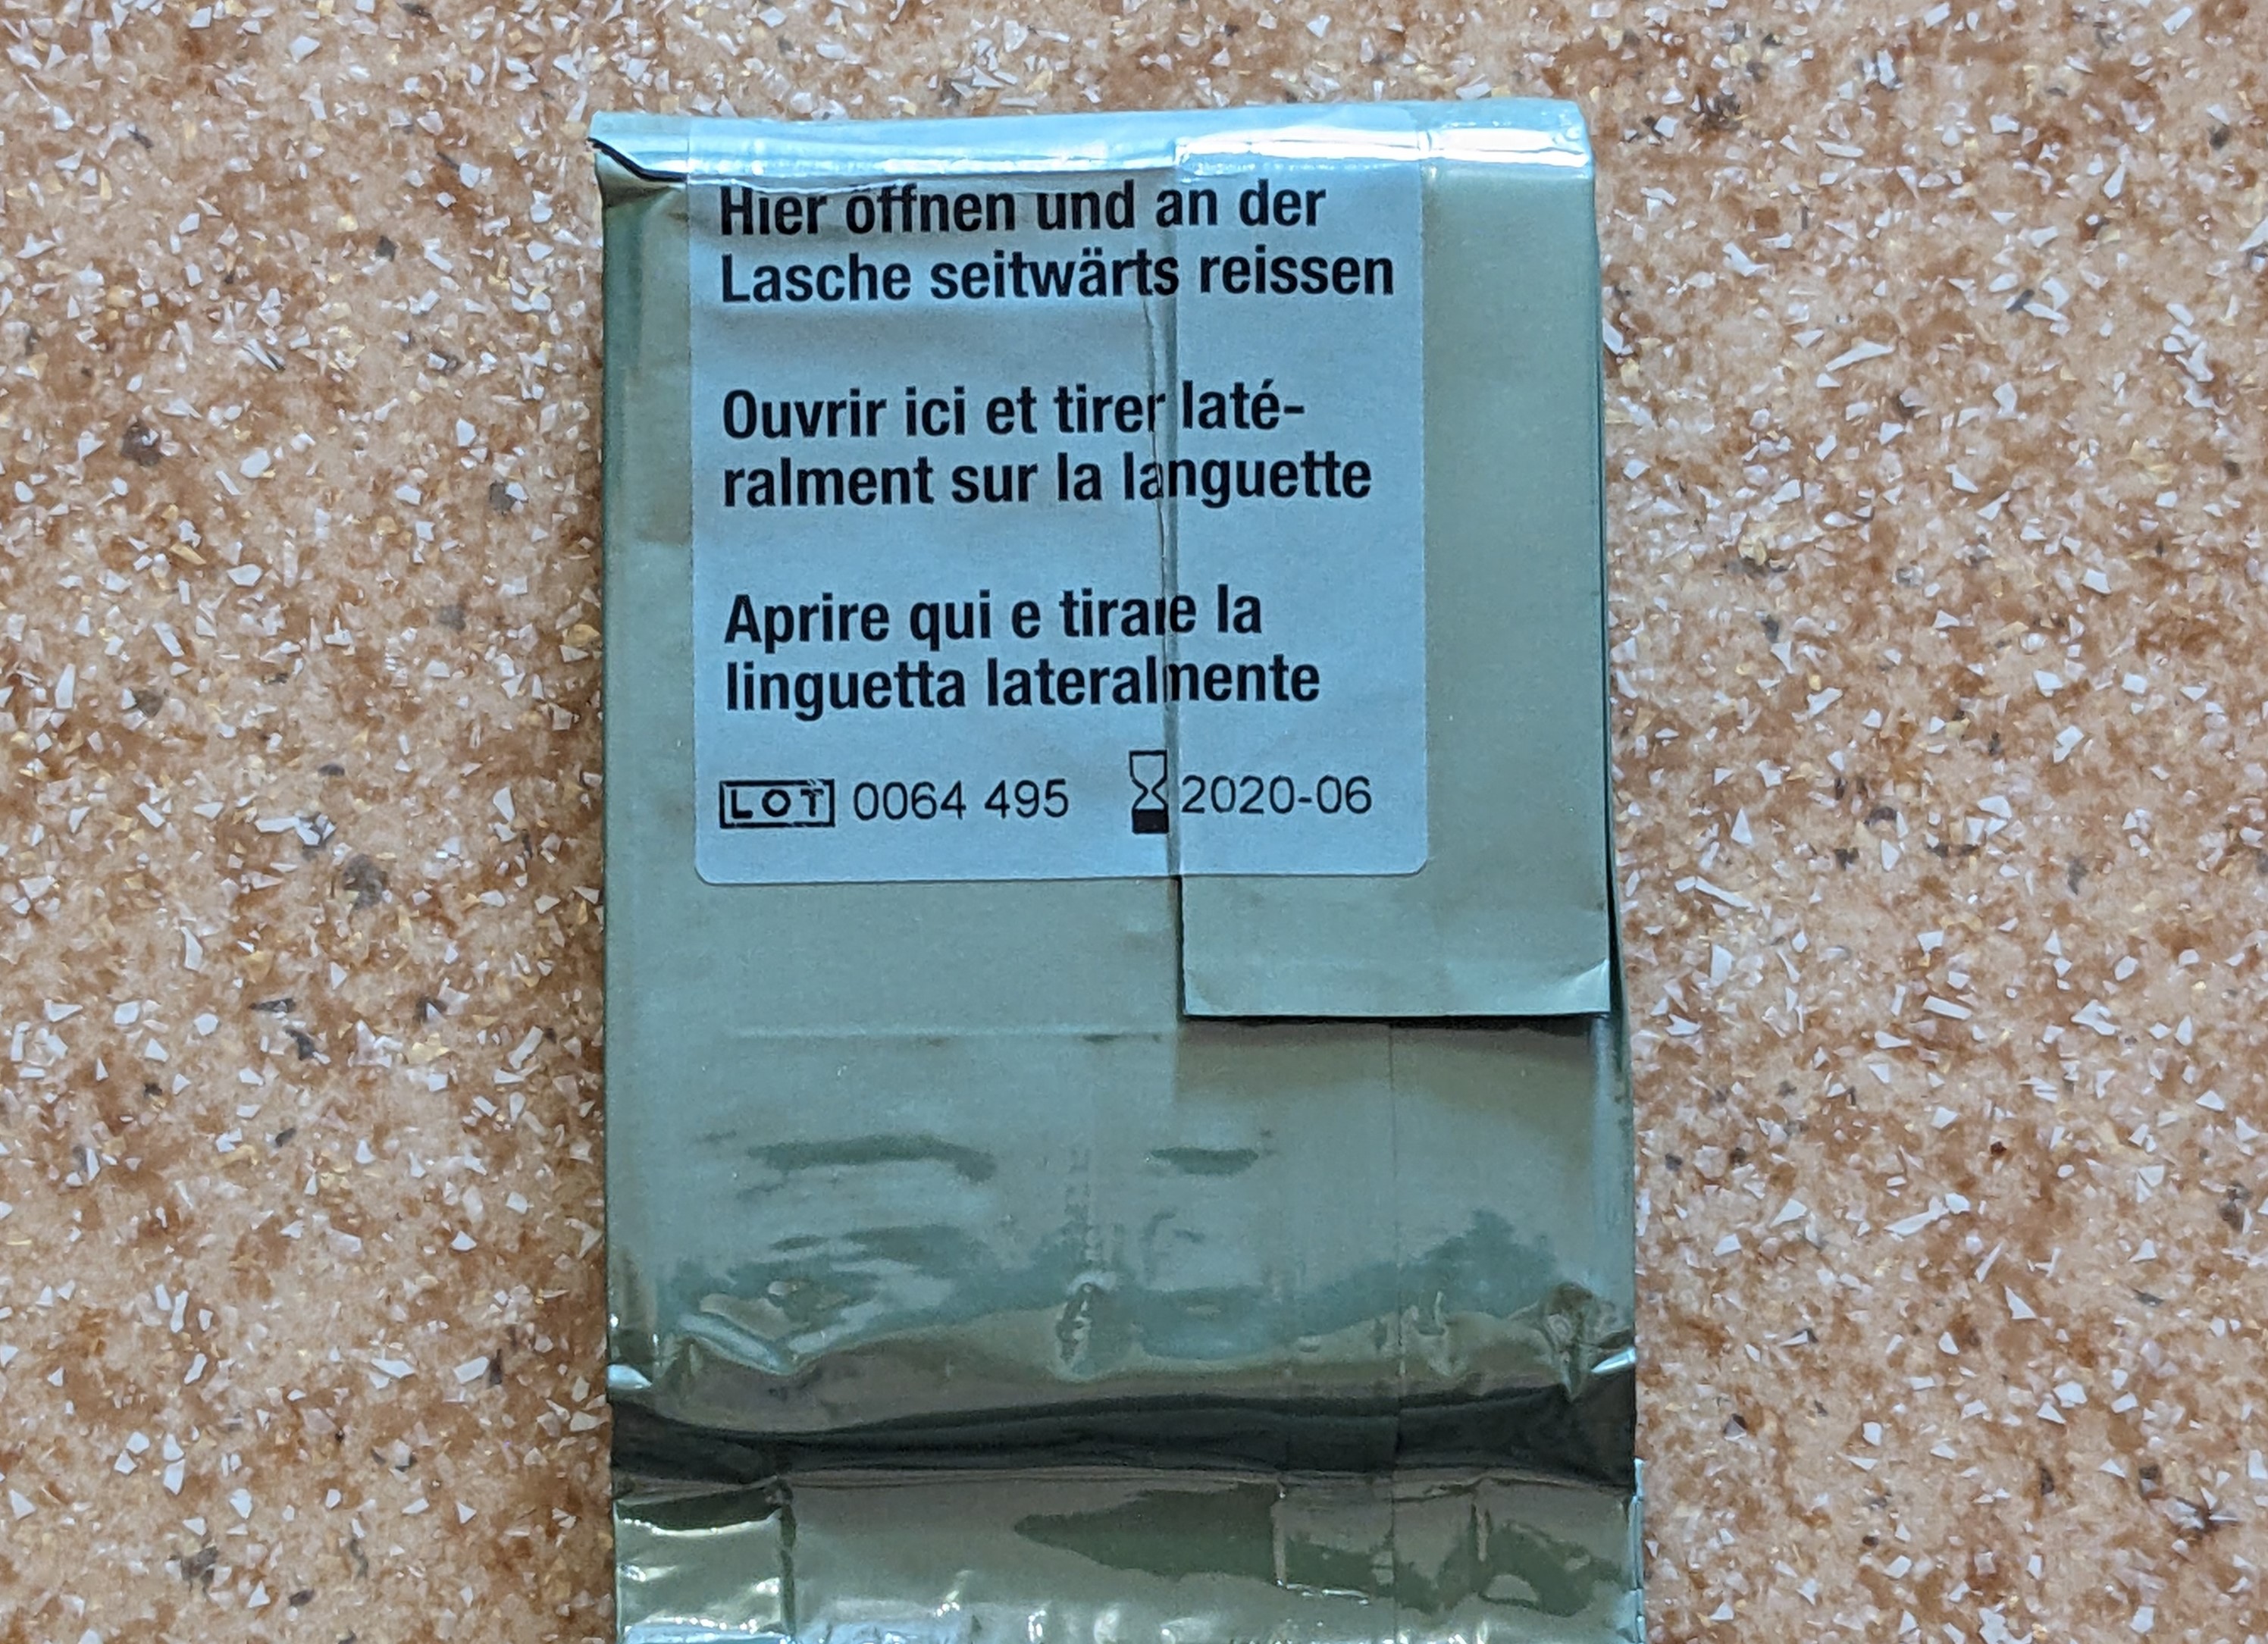 Hier öffnen und an der
Lasche seitwärts reissen
Ouvrir ici et tirer laté-
ralment sur la languette
Aprire qui e tirare la
linguetta lateralmente
LOT 0064 495 2020-06